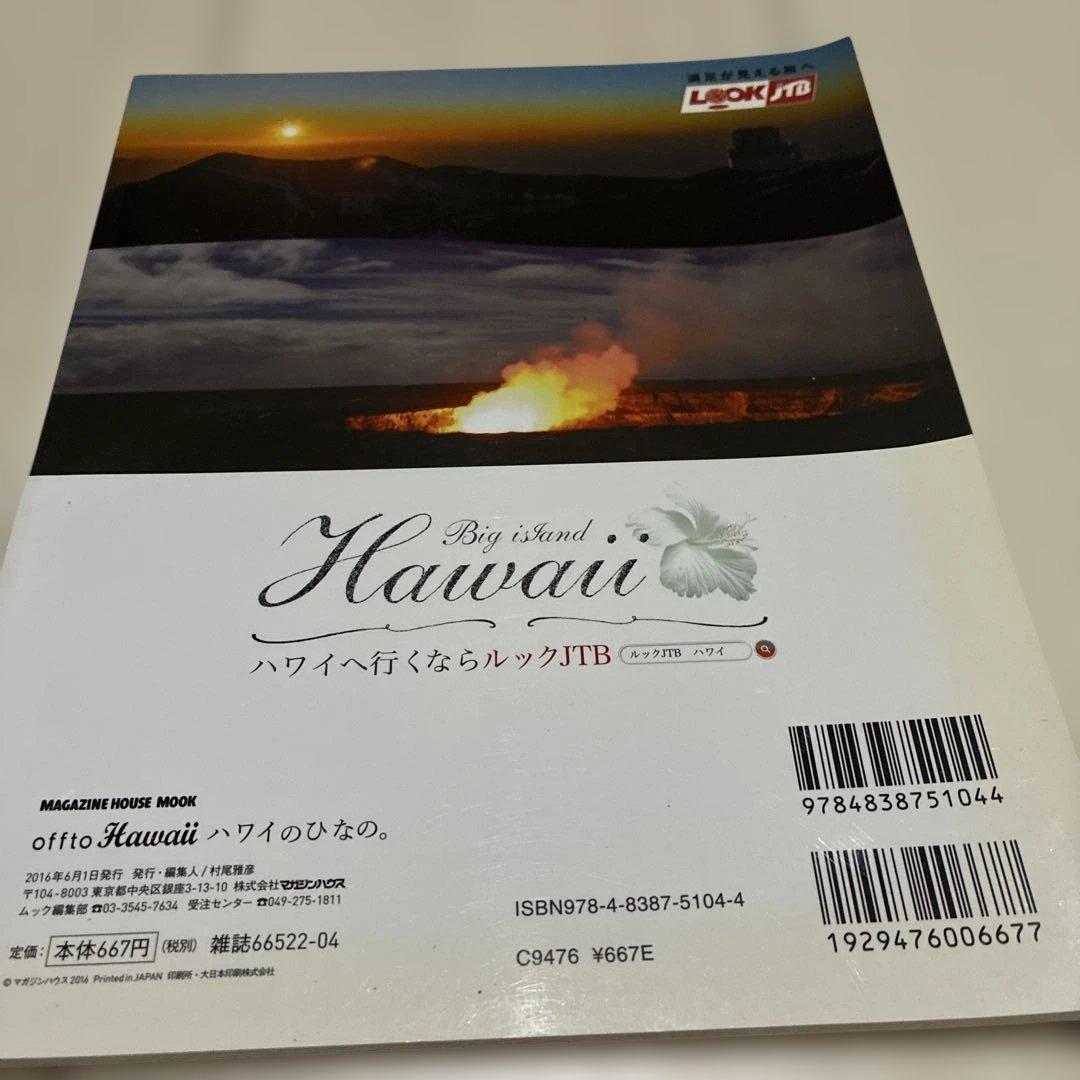 満足が見える旅へ
LOOK JTB
Big island
Hawaii
ハワイへ行くならルックJTB
ルックJTB ハワイ
9784838751044
MAGAZINE HOUSE MOOK
offto Hawaii ハワイのひなの。
2016年6月1日発行 発行・編集人/村尾雅彦
〒104-8003 東京都中央区銀座3-13-10 株式会社マガジンハウス
ムック編集部 ☎03-3545-7634 受注センター ☎049-275-1811
ISBN978-4-8387-5104-4
1929476006677
定価：本体667円(税別) 雑誌66522-04
C9476 ¥667E
©マガジンハウス2016 Printed in JAPAN 印刷所・大日本印刷株式会社